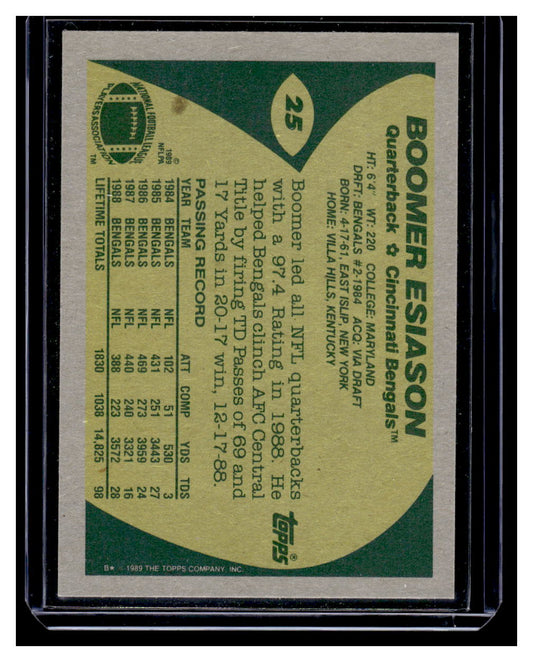 25
BOOMER ESIASON
Quarterback ☆ Cincinnati Bengals™
HT: 6'4" WT: 220 COLLEGE: MARYLAND
DRFT: BENGALS #2-1984 ACQ: VIA DRAFT
BORN: 4-17-61, EAST ISLIP, NEW YORK
HOME: VILLA HILLS, KENTUCKY
Boomer led all NFL quarterbacks
with a 97.4 Rating in 1988. He
helped Bengals clinch AFC Central
Title by firing TD Passes of 69 and
17 Yards in 20-17 win, 12-17-88.
topps®
PASSING RECORD
YEAR TEAM ATT COMP YDS TDS
1984 BENGALS NFL 102 51 530 3
1985 BENGALS NFL 431 251 3443 27
1986 BENGALS NFL 469 273 3959 24
1987 BENGALS NFL 440 240 3321 16
1988 BENGALS NFL 388 223 3572 28
LIFETIME TOTALS 1830 1038 14,825 98
NATIONAL FOOTBALL LEAGUE
PLAYERS ASSOCIATION
™
© 1989 NFLPA
B★ © 1989 THE TOPPS COMPANY, INC.